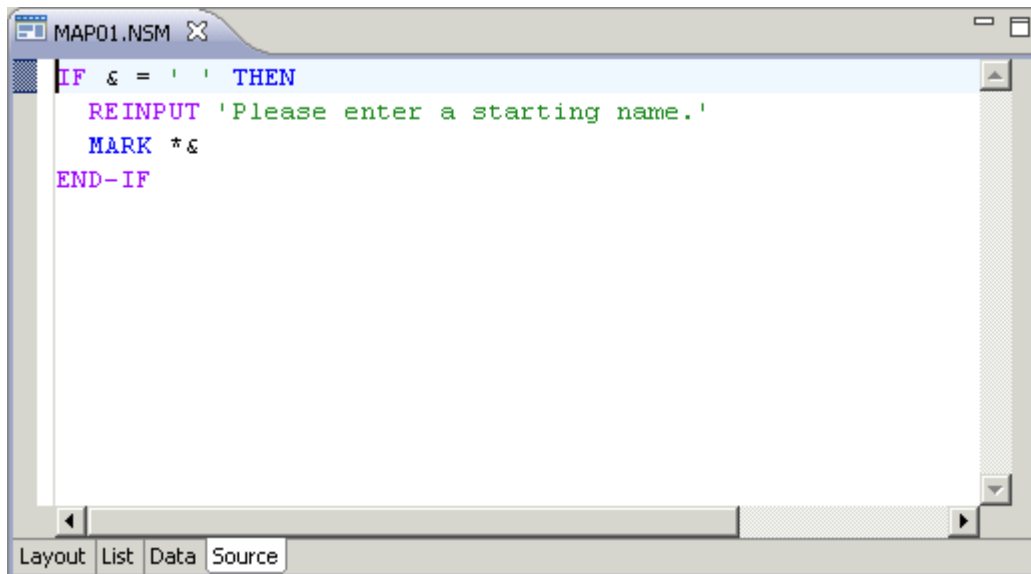 MAP01.NSM
IF & = ' ' THEN
REINPUT 'Please enter a starting name.'
MARK *&
END-IF
Layout List Data Source